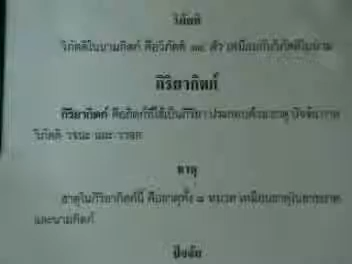 วิภัตติ
วิภัตติในนามกิตก์ คือวิภัตติ ๑๔ ตัว เหมือนกับวิภัตตินาม
กิริยากิตก์
กิริยากิตก์ คือกิตก์ที่ใช้เป็นกิริยา ประกอบด้วยธาตุ ปัจจัย กาล
วิภัตติ วจนะ และ วาจก
ธาตุ
ธาตุในกิริยากิตก์นี้ คือธาตุทั้ง ๘ หมวด เหมือนธาตุในอาขยาต
และนามกิตก์
ปัจจัย